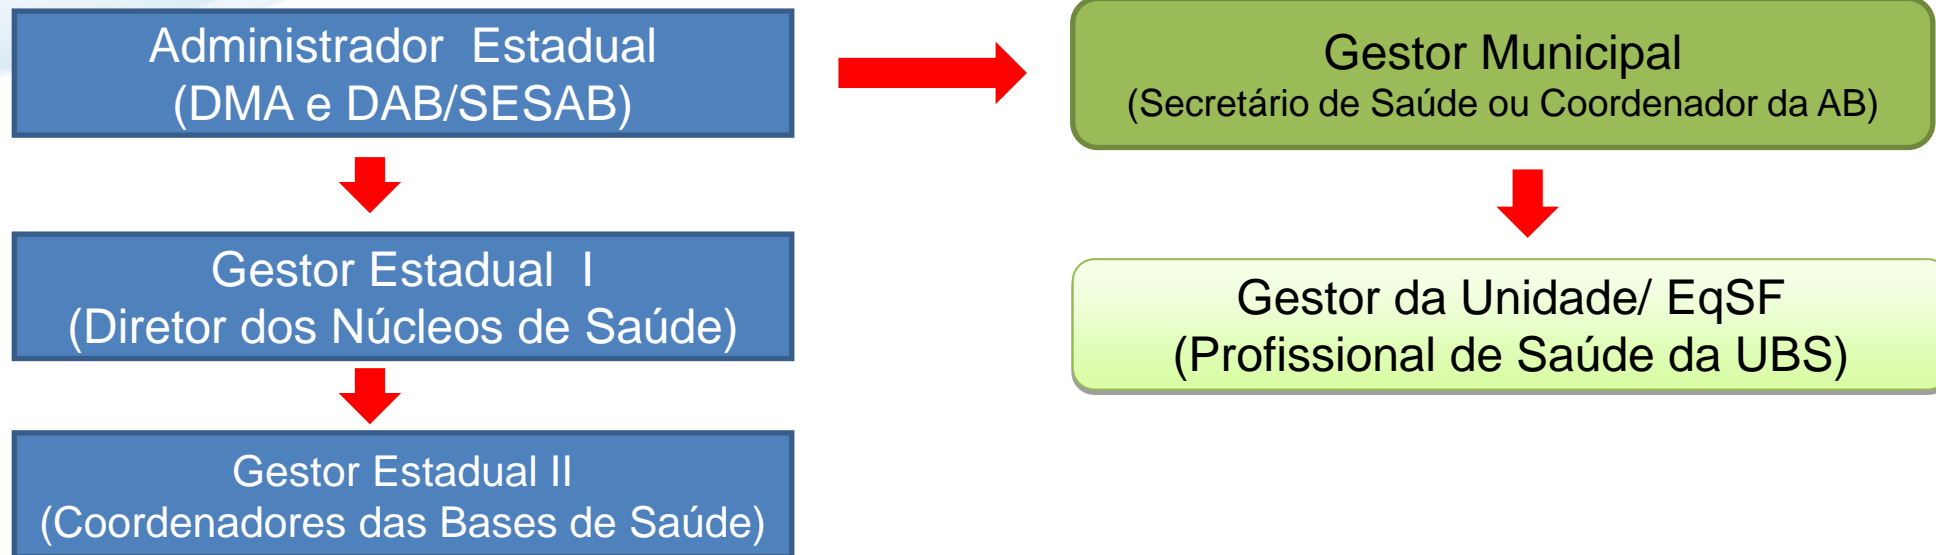 Administrador Estadual
(DMA e DAB/SESAB)
Gestor Estadual I
(Diretor dos Núcleos de Saúde)
Gestor Estadual II
(Coordenadores das Bases de Saúde)
Gestor Municipal
(Secretário de Saúde ou Coordenador da AB)
Gestor da Unidade/ EqSF
(Profissional de Saúde da UBS)